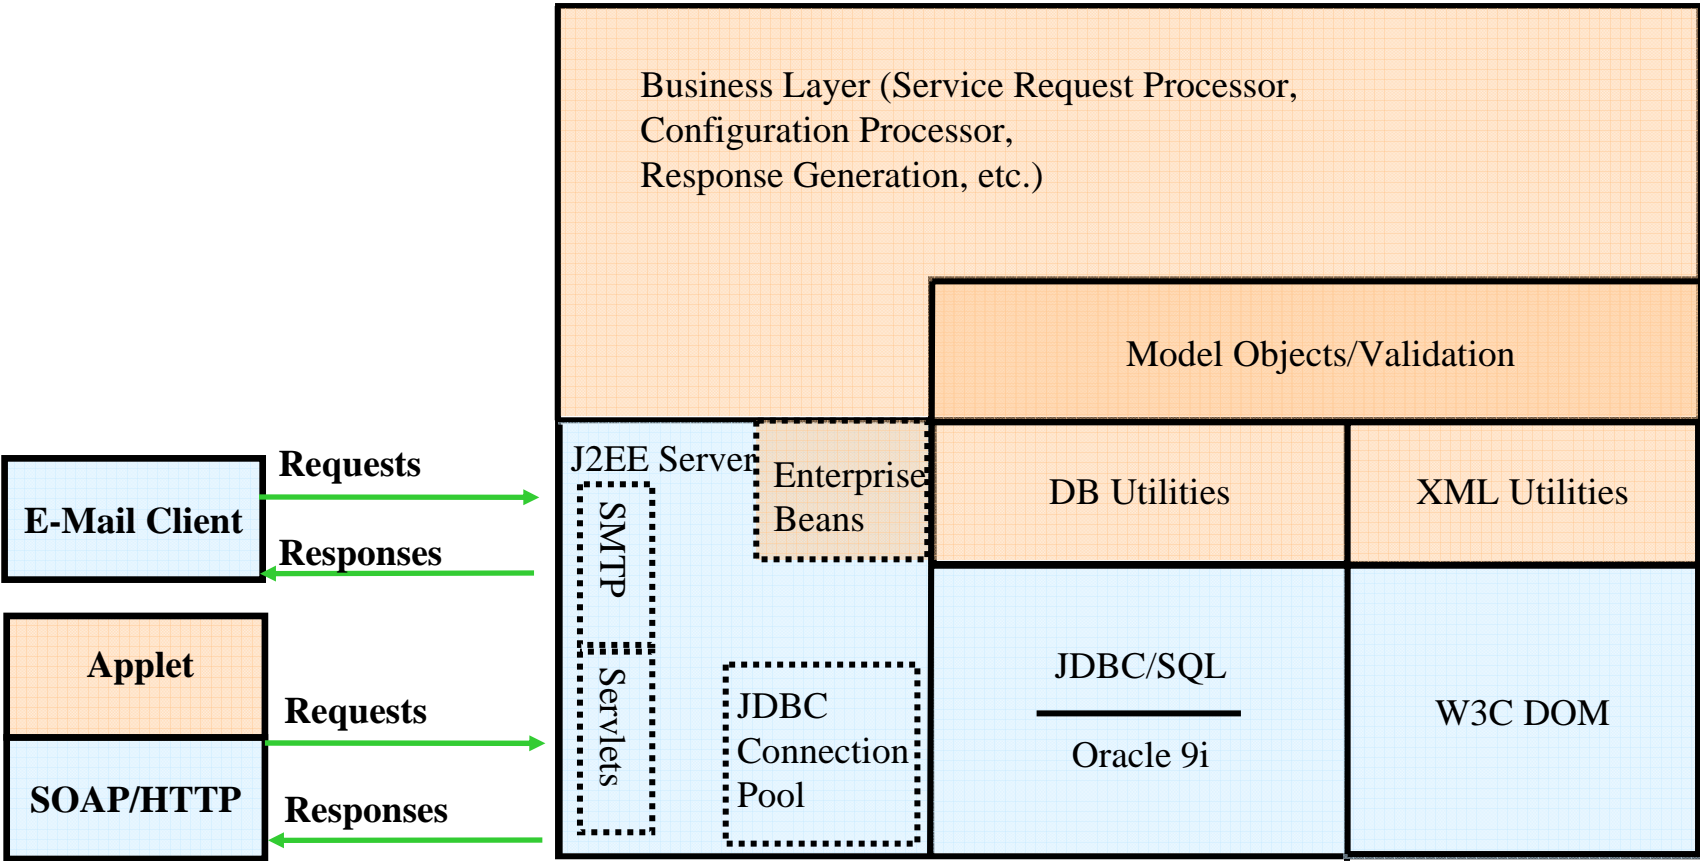 Business Layer (Service Request Processor,
Configuration Processor,
Response Generation, etc.)
Model Objects/Validation
J2EE Server
Enterprise
Beans
DB Utilities
XML Utilities
Requests
E-Mail Client
Responses
SMTP
Applet
Requests
SOAP/HTTP
Responses
Servlets
JDBC
Connection
Pool
JDBC/SQL
Oracle 9i
W3C DOM